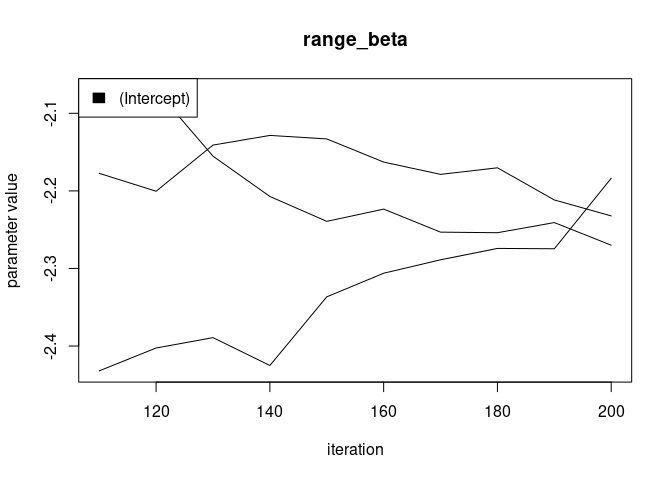 range_beta
(Intercept)
parameter value
-2.1
-2.2
-2.3
-2.4
120 140 160 180 200
iteration